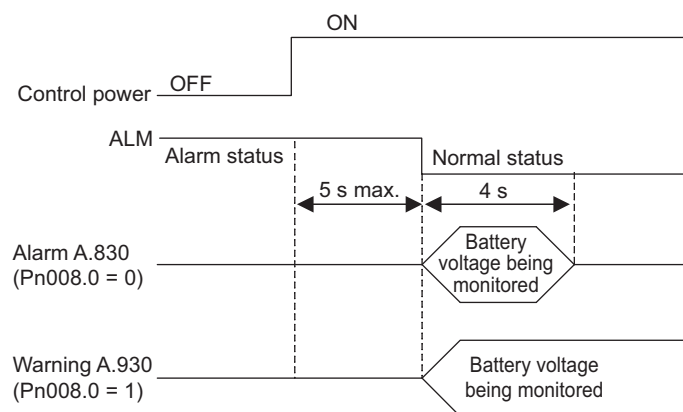 ON
OFF
Control power
ALM
Alarm status
Normal status
5 s max.
4 s
Alarm A.830
(Pn008.0 = 0)
Battery
voltage being
monitored
Warning A.930
(Pn008.0 = 1)
Battery voltage
being monitored